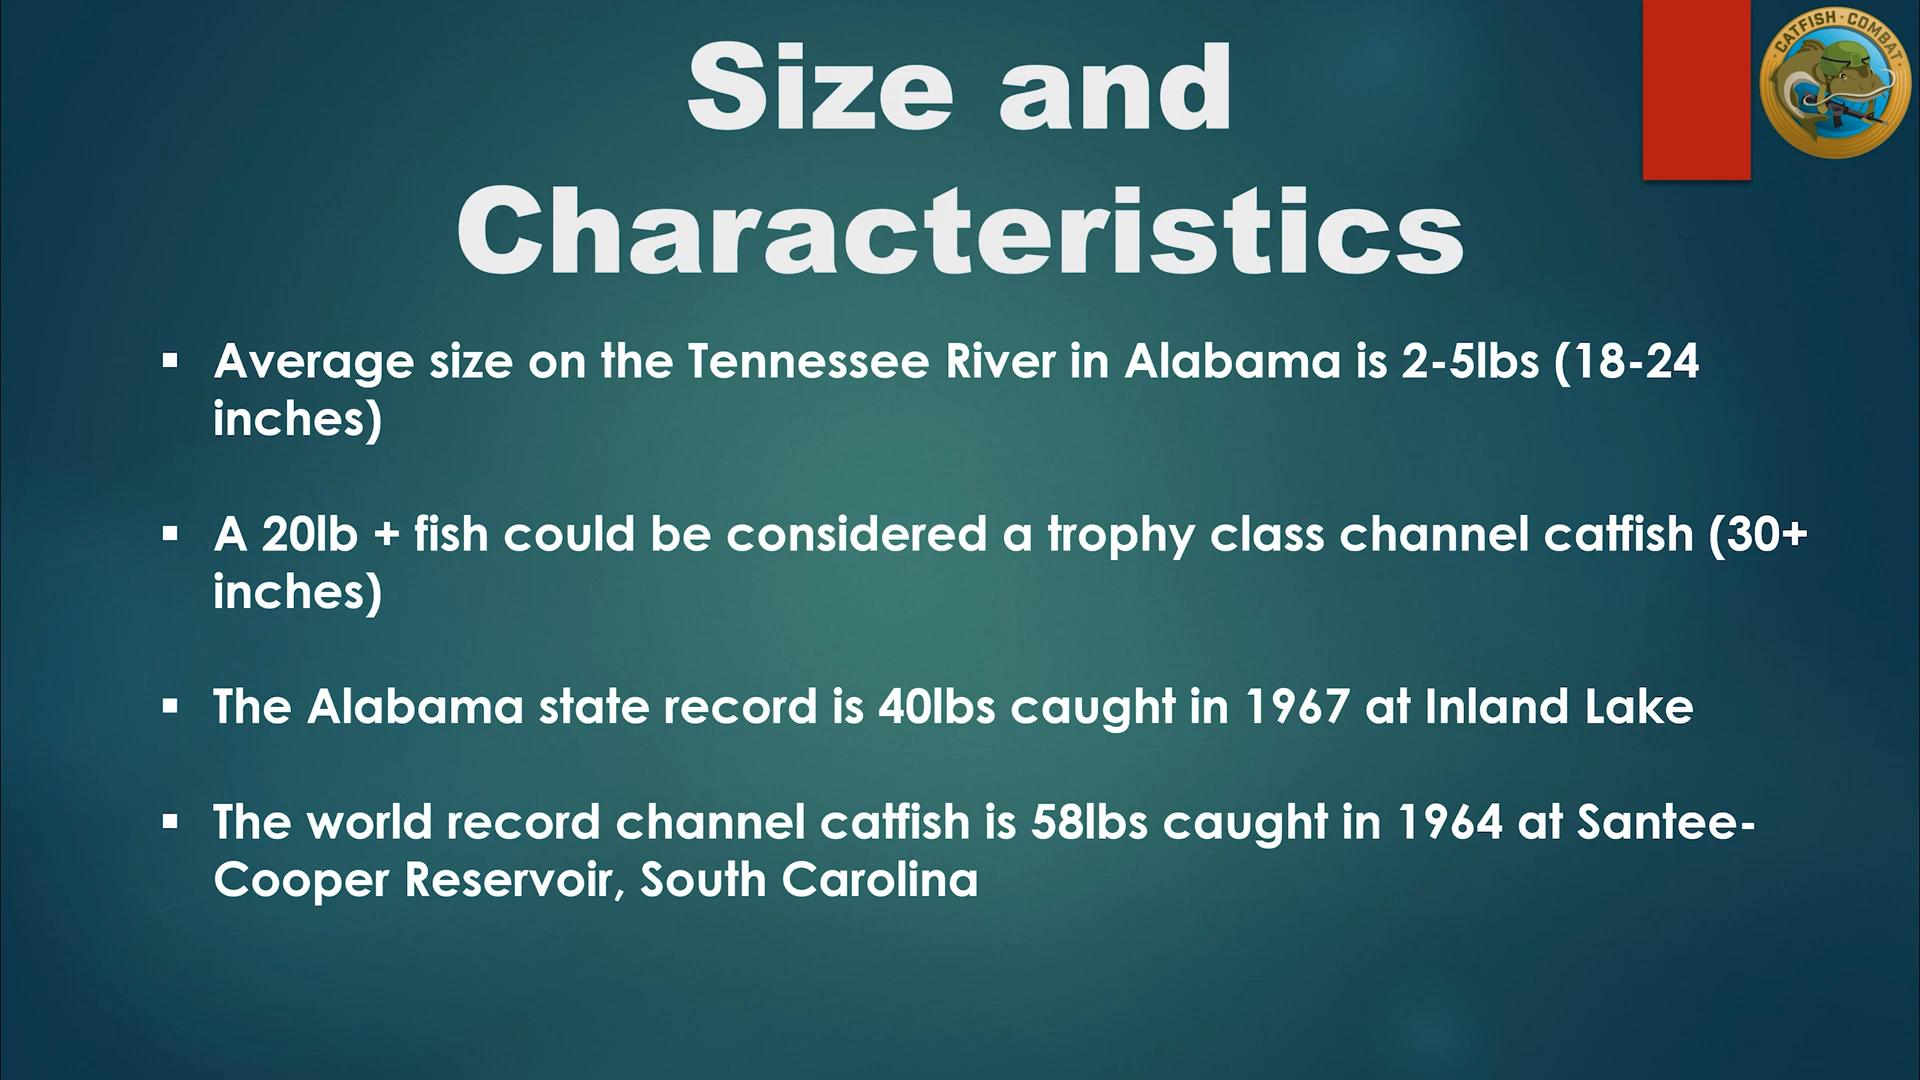 CATFISH · COMBAT
Size and
Characteristics
▪ Average size on the Tennessee River in Alabama is 2-5lbs (18-24
inches)
▪ A 20lb + fish could be considered a trophy class channel catfish (30+
inches)
▪ The Alabama state record is 40lbs caught in 1967 at Inland Lake
▪ The world record channel catfish is 58lbs caught in 1964 at Santee-
Cooper Reservoir, South Carolina